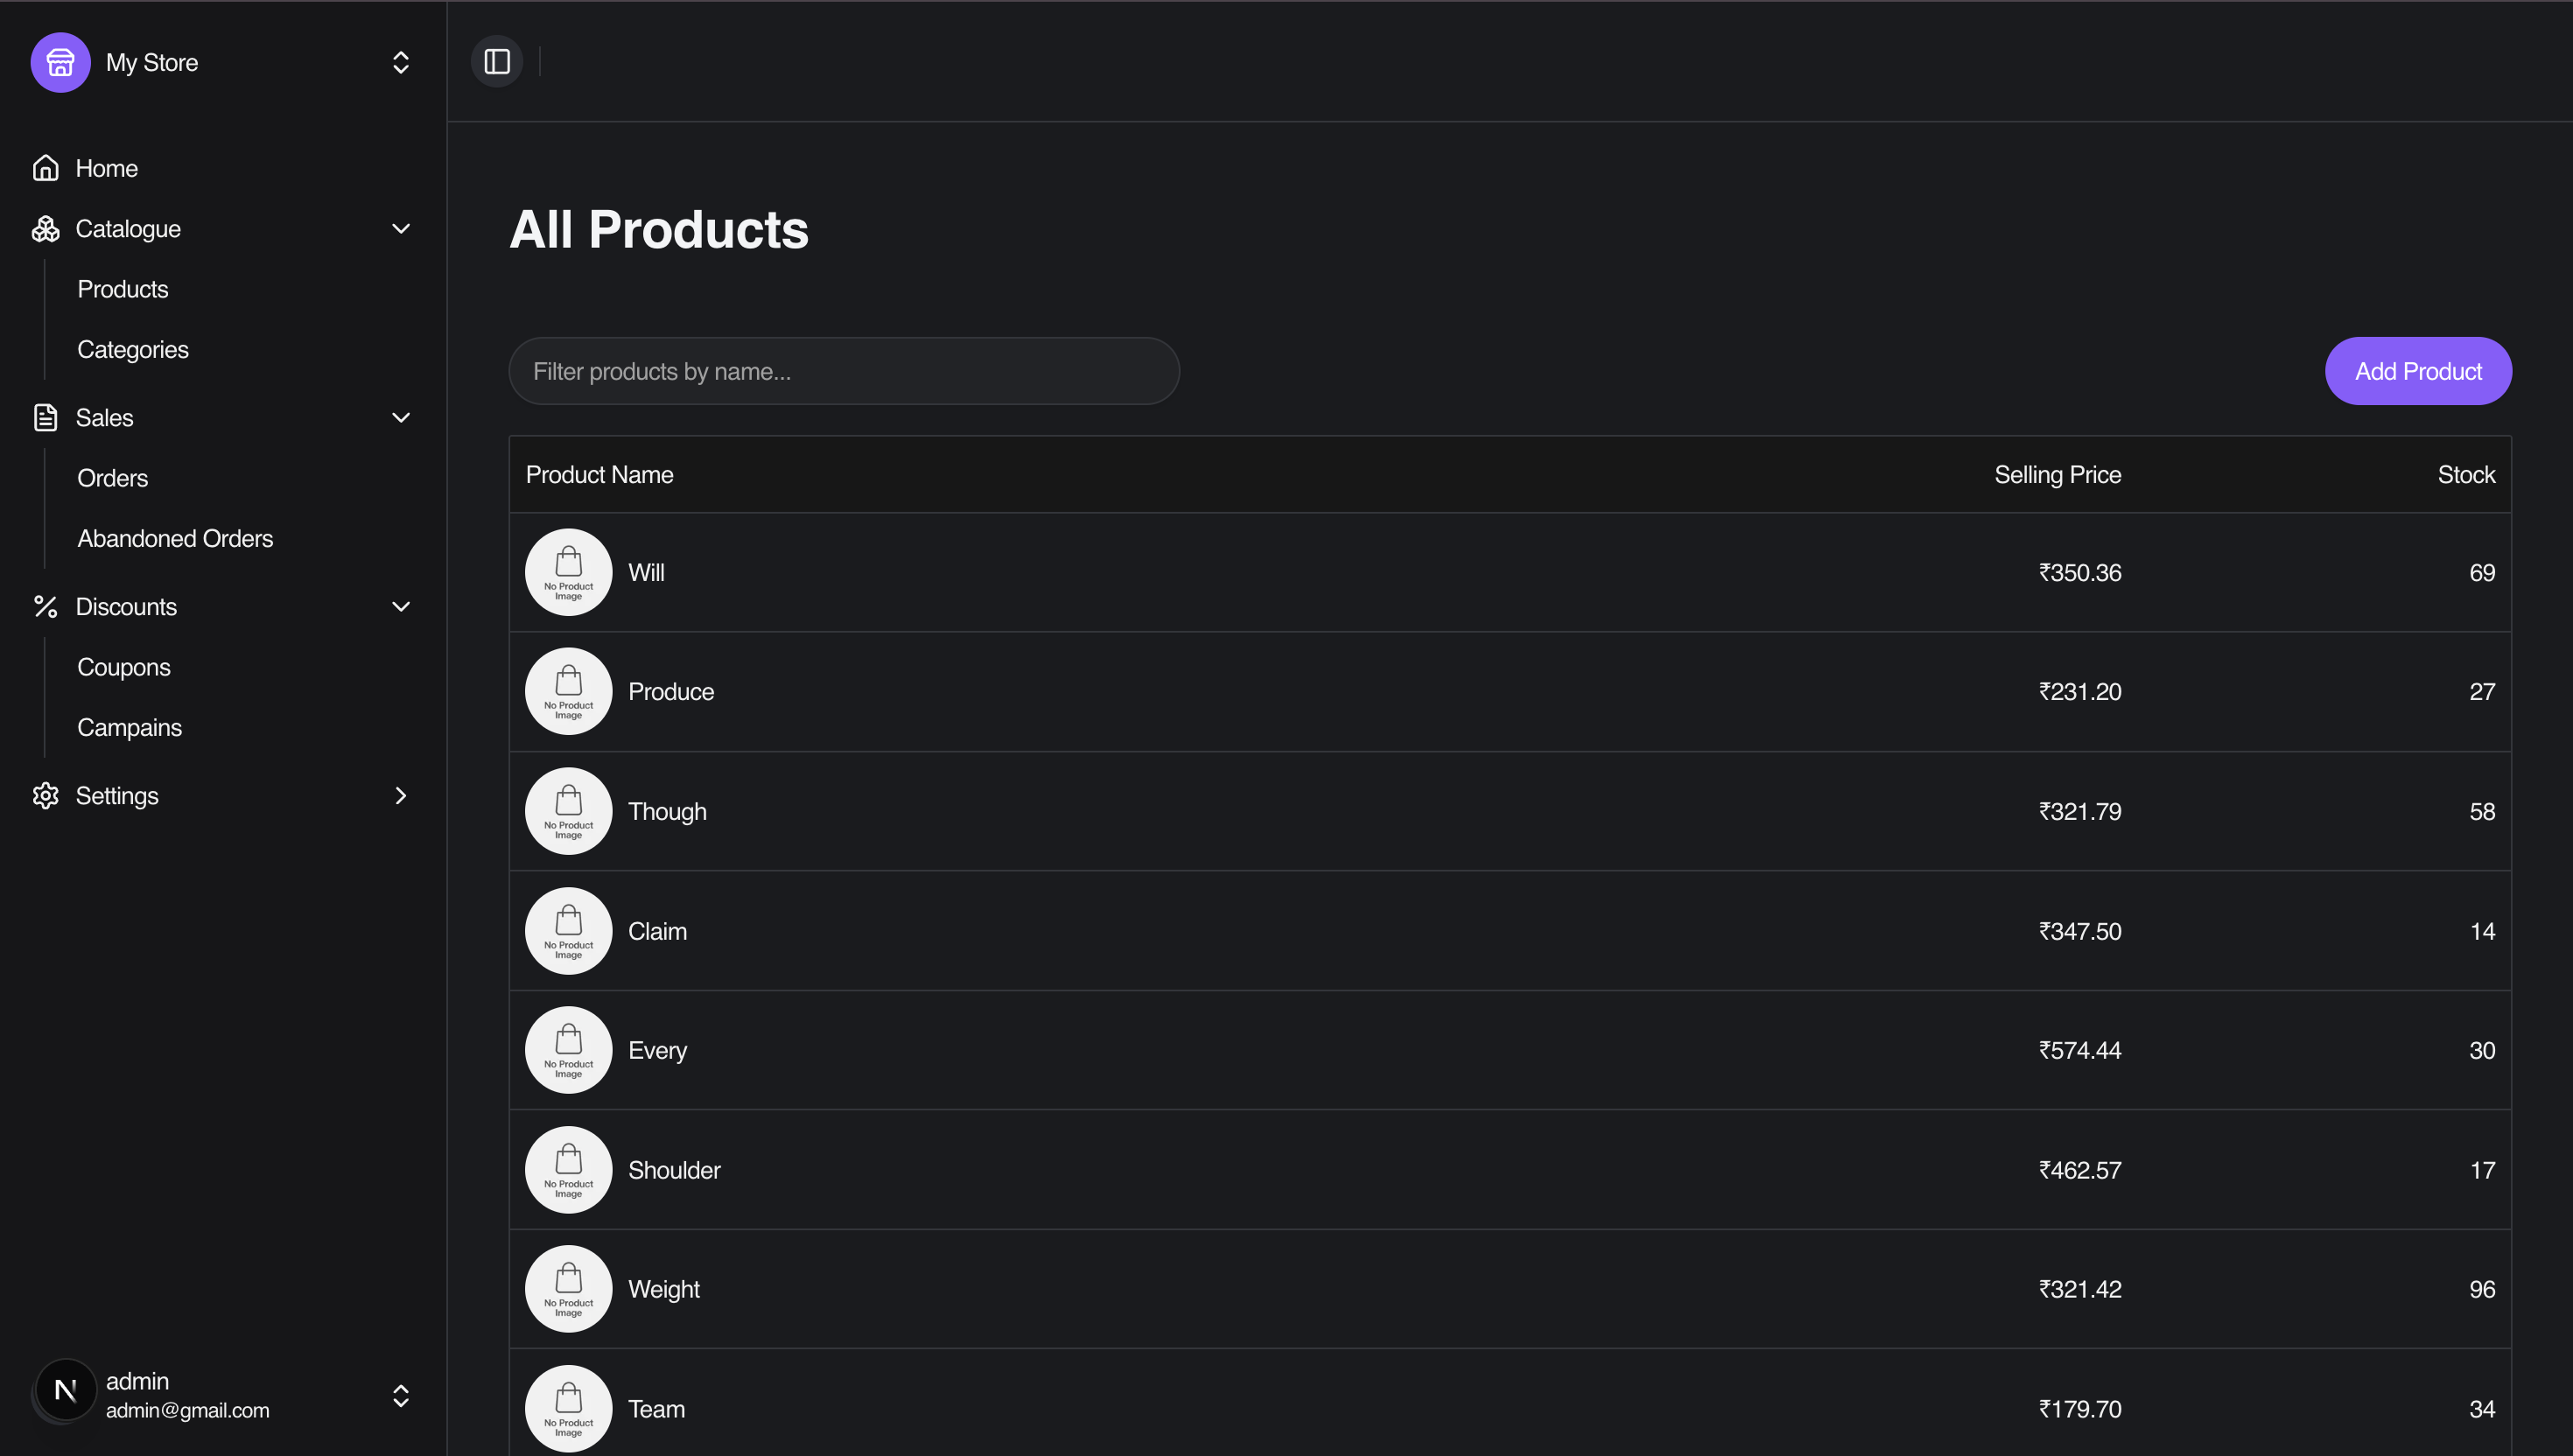 My Store
Home
Catalogue
Products
Categories
Sales
Orders
Abandoned Orders
Discounts
Coupons
Campains
Settings
N
admin
admin@gmail.com
All Products
Filter products by name...
Add Product
Product Name Selling Price Stock
No Product
Image
Will ₹350.36 69
No Product
Image
Produce ₹231.20 27
No Product
Image
Though ₹321.79 58
No Product
Image
Claim ₹347.50 14
No Product
Image
Every ₹574.44 30
No Product
Image
Shoulder ₹462.57 17
No Product
Image
Weight ₹321.42 96
No Product
Image
Team ₹179.70 34